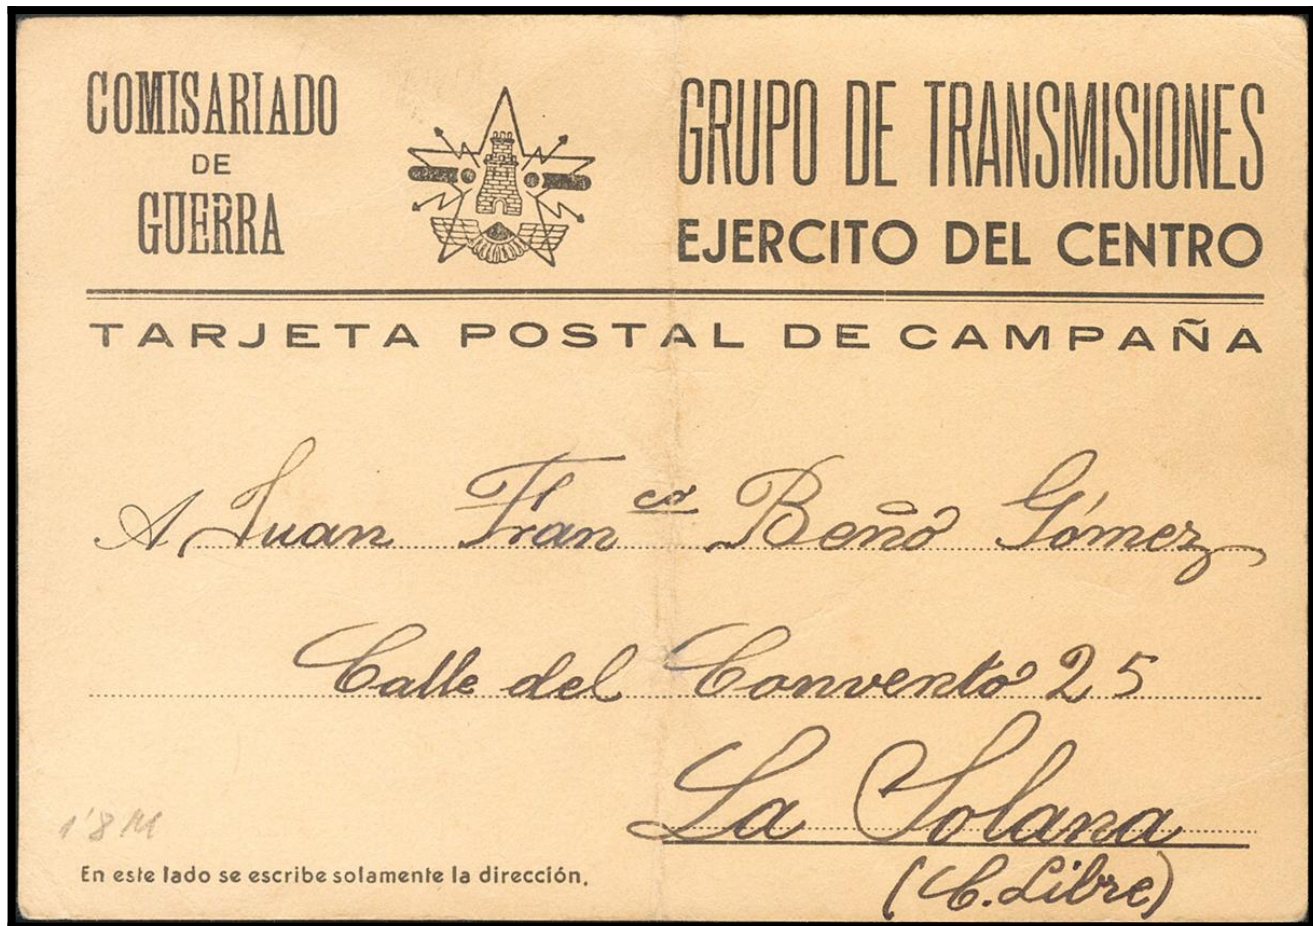 COMISARIADO
DE
GUERRA
GRUPO DE TRANSMISIONES
EJERCITO DEL CENTRO
TARJETA POSTAL DE CAMPAÑA
A Juan Fran co Beño Gómez
Calle del Convento 25
La Solana
(C. Libre)
1'8 M
En este lado se escribe solamente la dirección.